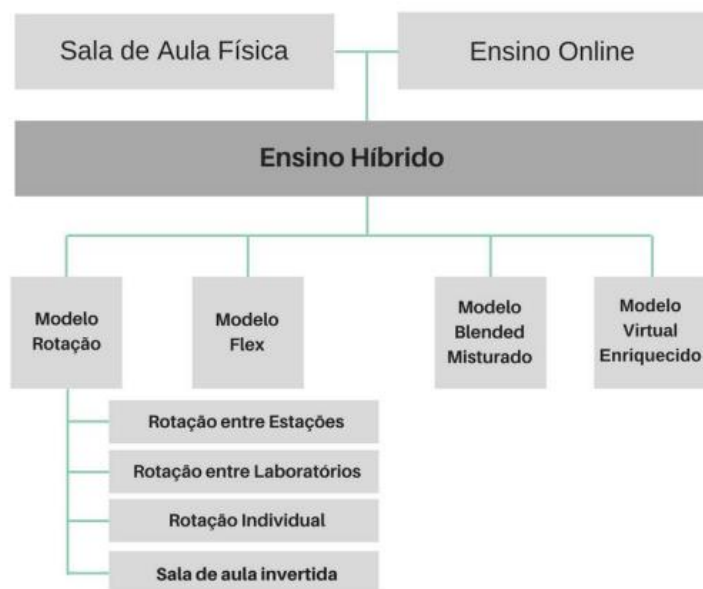 Sala de Aula Física
Ensino Online
Ensino Híbrido
Modelo
Rotação
Modelo
Flex
Modelo
Blended
Misturado
Modelo
Virtual
Enriquecido
Rotação entre Estações
Rotação entre Laboratórios
Rotação Individual
Sala de aula invertida